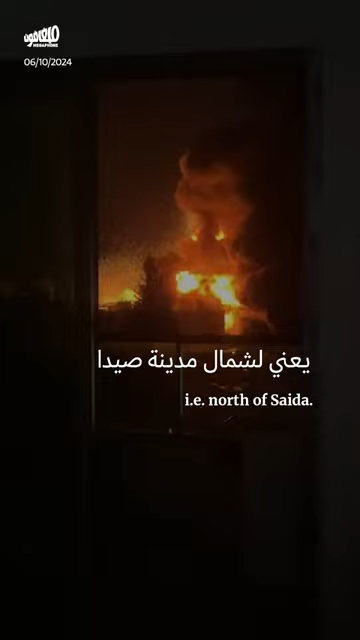 ميغافون
MEGAPHONE
06/10/2024
يعني لشمال مدينة صيدا
i.e. north of Saida.